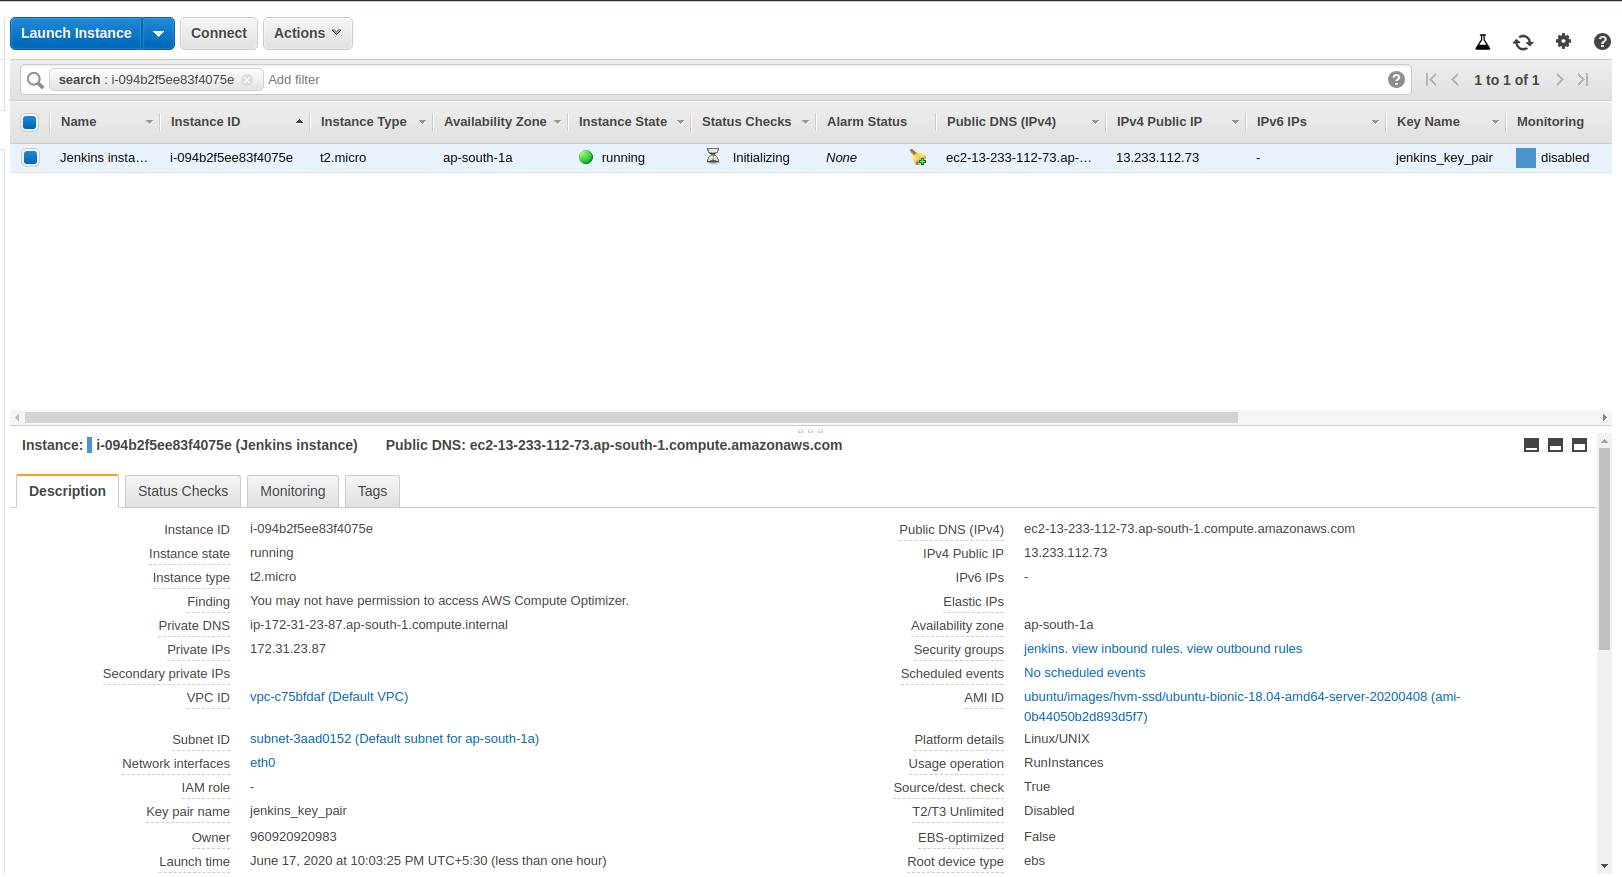 Launch Instance Connect Actions
search : i-094b2f5ee83f4075e Add filter 1 to 1 of 1
Name Instance ID Instance Type Availability Zone Instance State Status Checks Alarm Status Public DNS (IPv4) IPv4 Public IP IPv6 IPs Key Name Monitoring
Jenkins insta... i-094b2f5ee83f4075e t2.micro ap-south-1a running Initializing None ec2-13-233-112-73.ap-... 13.233.112.73 - jenkins_key_pair disabled
Instance: i-094b2f5ee83f4075e (Jenkins instance) Public DNS: ec2-13-233-112-73.ap-south-1.compute.amazonaws.com
Description Status Checks Monitoring Tags
Instance ID i-094b2f5ee83f4075e Public DNS (IPv4) ec2-13-233-112-73.ap-south-1.compute.amazonaws.com
Instance state running IPv4 Public IP 13.233.112.73
Instance type t2.micro IPv6 IPs -
Finding You may not have permission to access AWS Compute Optimizer. Elastic IPs
Private DNS ip-172-31-23-87.ap-south-1.compute.internal Availability zone ap-south-1a
Private IPs 172.31.23.87 Security groups jenkins. view inbound rules. view outbound rules
Secondary private IPs Scheduled events No scheduled events
VPC ID vpc-c75bfdaf (Default VPC) AMI ID ubuntu/images/hvm-ssd/ubuntu-bionic-18.04-amd64-server-20200408 (ami-
0b44050b2d893d5f7)
Subnet ID subnet-3aad0152 (Default subnet for ap-south-1a) Platform details Linux/UNIX
Network interfaces eth0 Usage operation RunInstances
IAM role - Source/dest. check True
Key pair name jenkins_key_pair T2/T3 Unlimited Disabled
Owner 960920920983 EBS-optimized False
Launch time June 17, 2020 at 10:03:25 PM UTC+5:30 (less than one hour) Root device type ebs